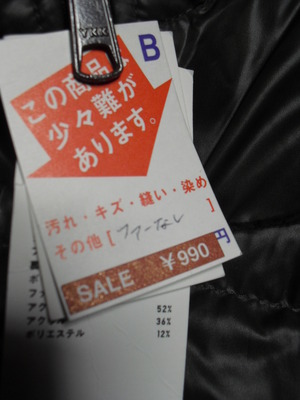 YKK
B
この商品は
少々難が
あります。
汚れ・キズ・縫い・染め
その他[ファーなし]
SALE ¥990円
52%
36%
ポリエステル 12%